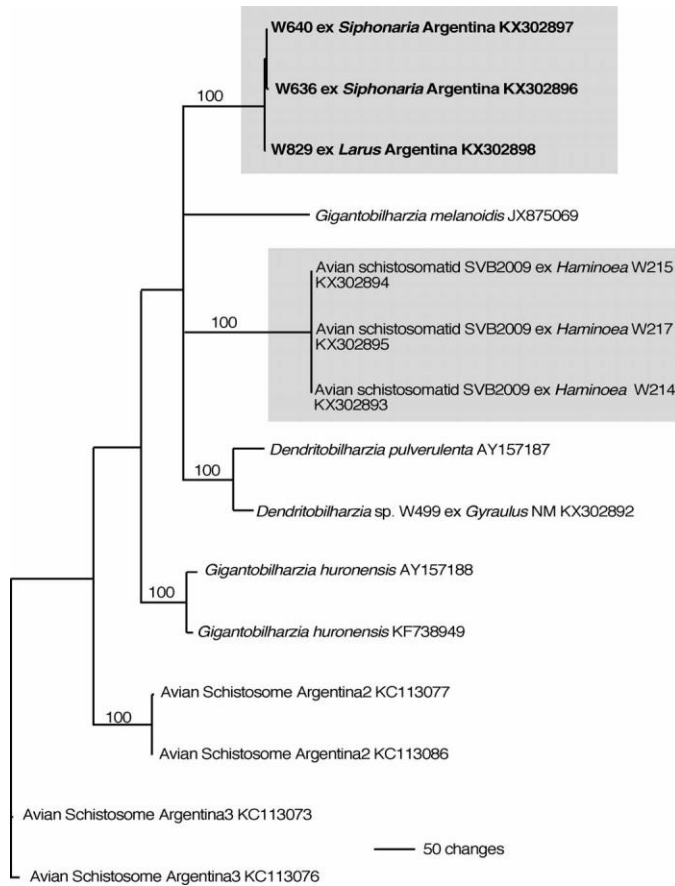 W640 ex Siphonaria Argentina KX302897
W636 ex Siphonaria Argentina KX302896
100
W829 ex Larus Argentina KX302898
Gigantobilharzia melanoidis JX875069
Avian schistosomatid SVB2009 ex Haminoea W215
KX302894
100
Avian schistosomatid SVB2009 ex Haminoea W217
KX302895
Avian schistosomatid SVB2009 ex Haminoea W214
KX302893
Dendritobilharzia pulverulenta AY157187
100
Dendritobilharzia sp. W499 ex Gyraulus NM KX302892
Gigantobilharzia huronensis AY157188
100
Gigantobilharzia huronensis KF738949
Avian Schistosome Argentina2 KC113077
100
Avian Schistosome Argentina2 KC113086
Avian Schistosome Argentina3 KC113073
50 changes
Avian Schistosome Argentina3 KC113076